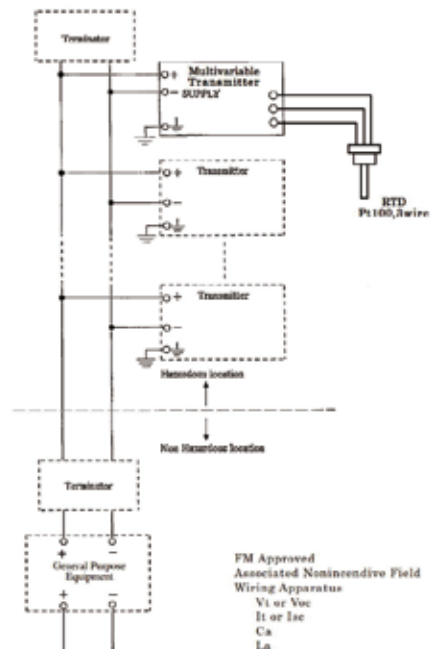 Terminator
+ Multivariable
Transmitter
− SUPPLY
RTD
Pt100,3wire
+ Transmitter
−
+ Transmitter
−
Hazardous location
Non Hazardous location
Terminator
+ −
General Purpose
Equipment
+ −
FM Approved
Associated Nonincendive Field
Wiring Apparatus
Vt or Voc
It or Isc
Ca
La